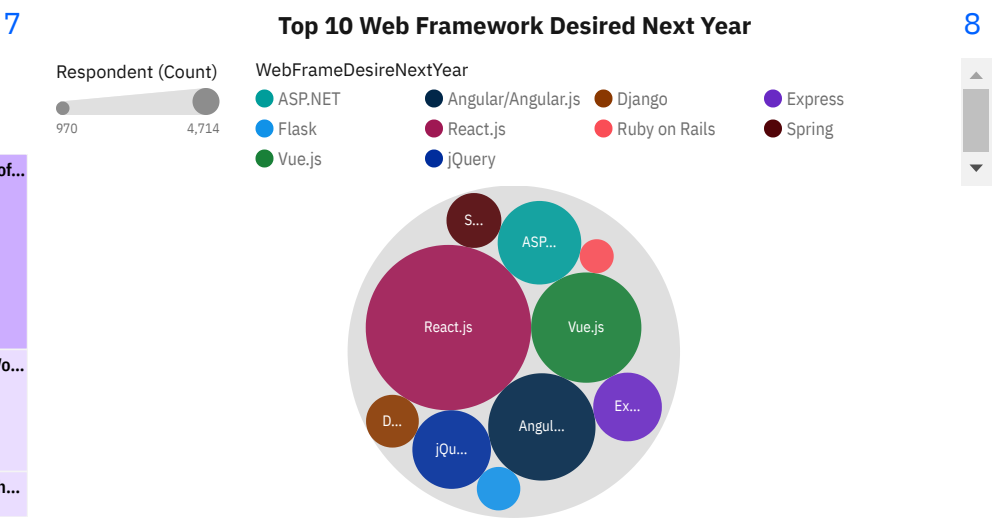 7
Top 10 Web Framework Desired Next Year
8
Respondent (Count)
970
4,714
WebFrameDesireNextYear
ASP.NET
Angular/Angular.js
Django
Express
Flask
React.js
Ruby on Rails
Spring
Vue.js
jQuery
of...
S...
ASP...
React.js
Vue.js
D...
jQu...
Angul...
Ex...